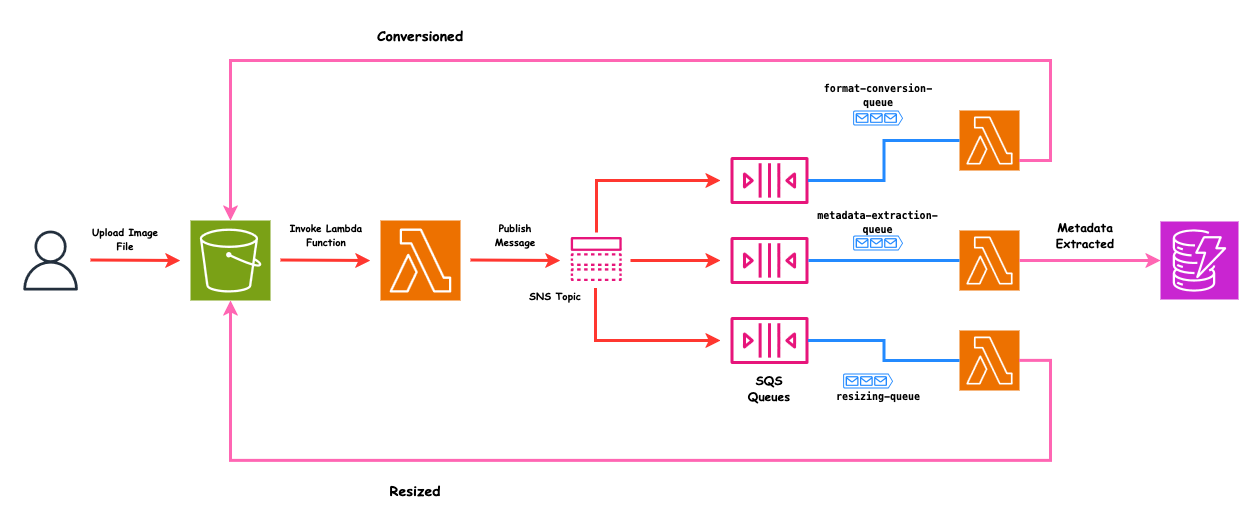 Conversioned
format-conversion-
queue
Upload Image
File
Invoke Lambda
Function
Publish
Message
SNS Topic
metadata-extraction-
queue
Metadata
Extracted
SQS
Queues
resizing-queue
Resized